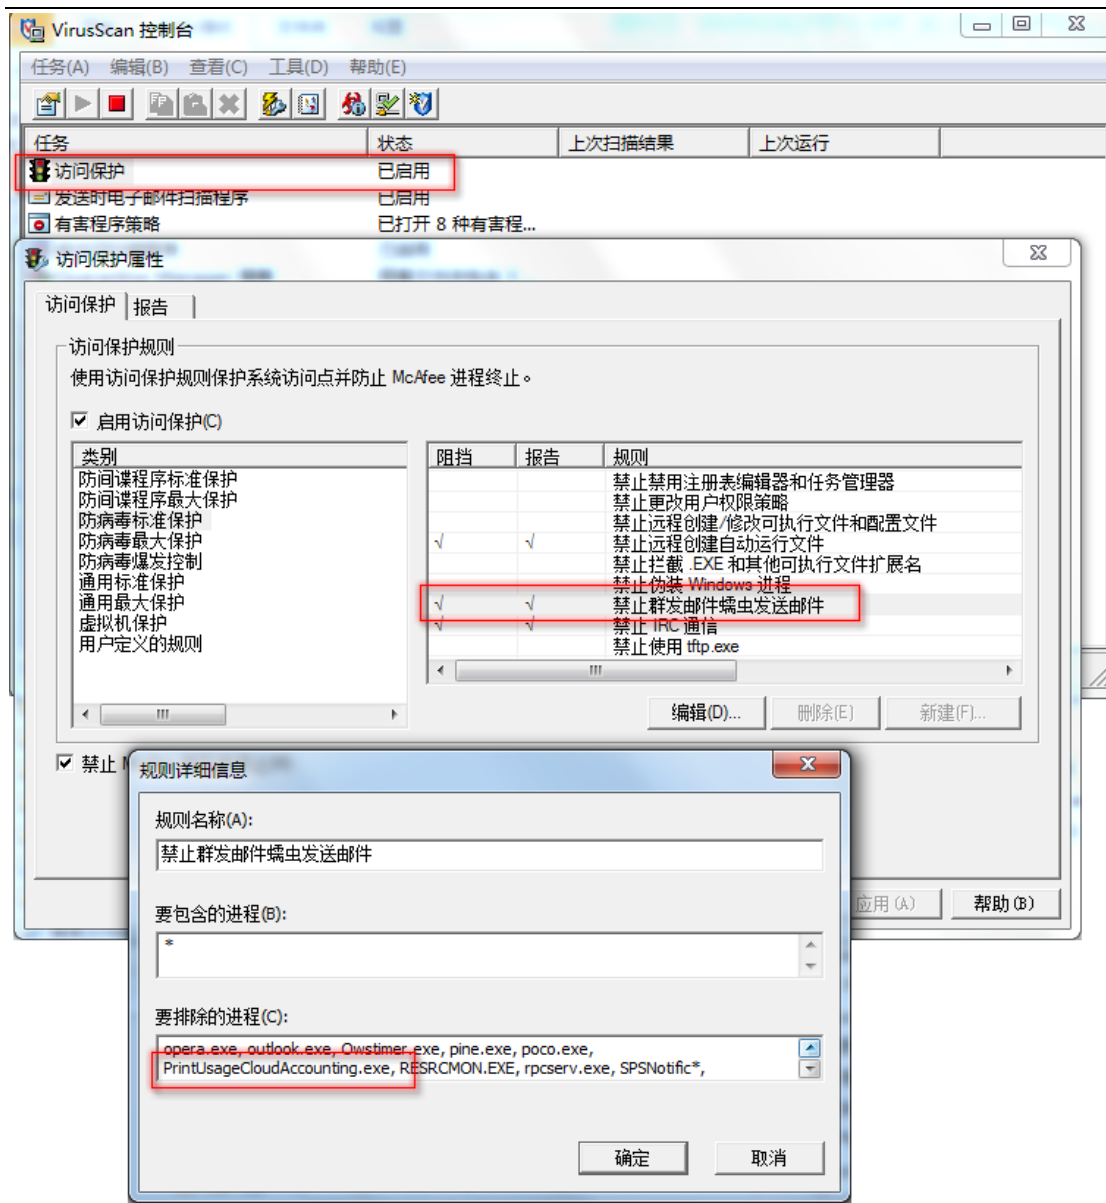 VirusScan 控制台
任务(A) 编辑(B) 查看(C) 工具(D) 帮助(E)
任务 状态 上次扫描结果 上次运行
访问保护 已启用
发送时电子邮件扫描程序 已启用
有害程序策略 已打开 8 种有害程...
访问保护属性
访问保护 报告
访问保护规则
使用访问保护规则保护系统访问点并防止 McAfee 进程终止。
启用访问保护(C)
类别
防间谍程序标准保护
防间谍程序最大保护
防病毒标准保护
防病毒最大保护
防病毒爆发控制
通用标准保护
通用最大保护
虚拟机保护
用户定义的规则
阻挡 报告 规则
禁止禁用注册表编辑器和任务管理器
禁止更改用户权限策略
禁止远程创建/修改可执行文件和配置文件
√ √ 禁止远程创建自动运行文件
禁止拦截 .EXE 和其他可执行文件扩展名
禁止伪装 Windows 进程
√ √ 禁止群发邮件蠕虫发送邮件
√ √ 禁止 IRC 通信
禁止使用 tftp.exe
编辑(D)... 删除(E) 新建(F)...
禁止
应用(A) 帮助(B)
规则详细信息
规则名称(A):
禁止群发邮件蠕虫发送邮件
要包含的进程(B):
*
要排除的进程(C):
opera.exe, outlook.exe, Owstimer.exe, pine.exe, poco.exe,
PrintUsageCloudAccounting.exe, RESRCMON.EXE, rpcserv.exe, SPSNotific*,
确定 取消